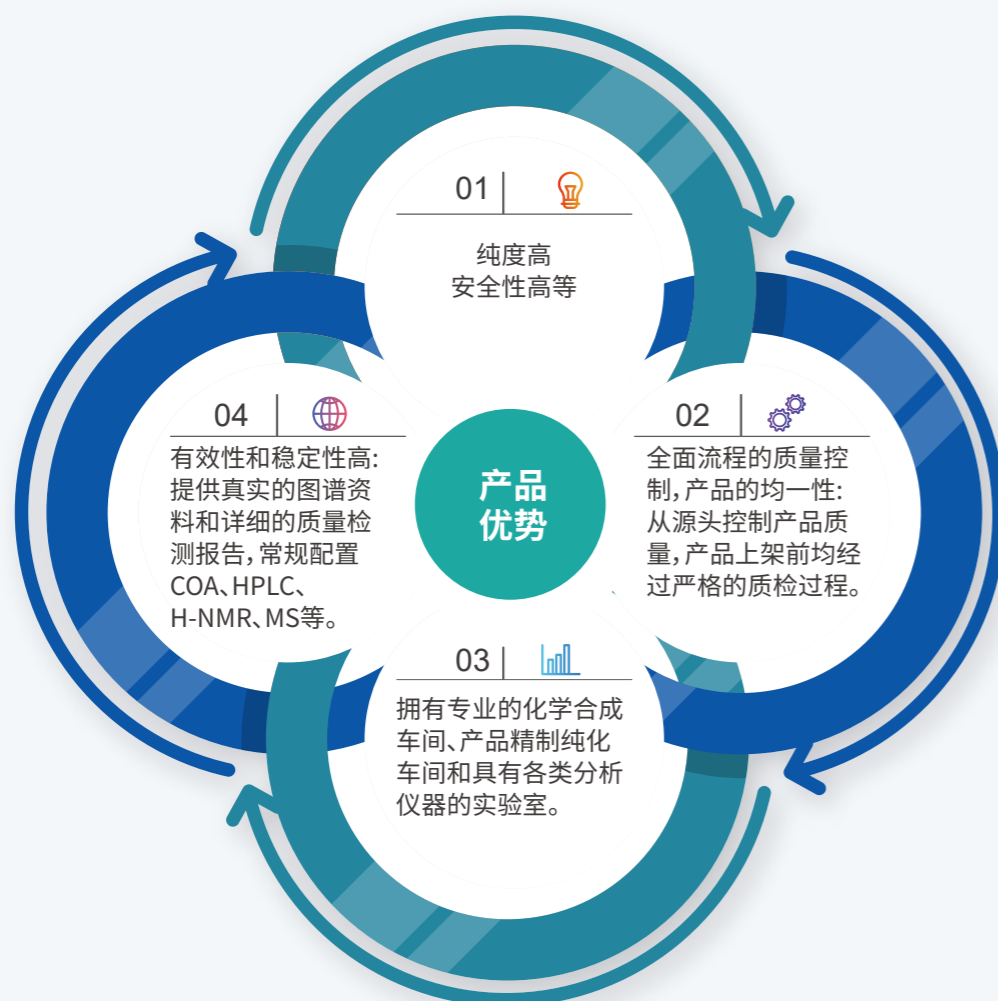 01
纯度高
安全性高等
02
全面流程的质量控
制，产品的均一性:
从源头控制产品质
量，产品上架前均经
过严格的质检过程。
03
拥有专业的化学合成
车间、产品精制纯化
车间和具有各类分析
仪器的实验室。
04
有效性和稳定性高:
提供真实的图谱资
料和详细的质量检
测报告，常规配置
COA、HPLC、
H-NMR、MS等。
产品
优势